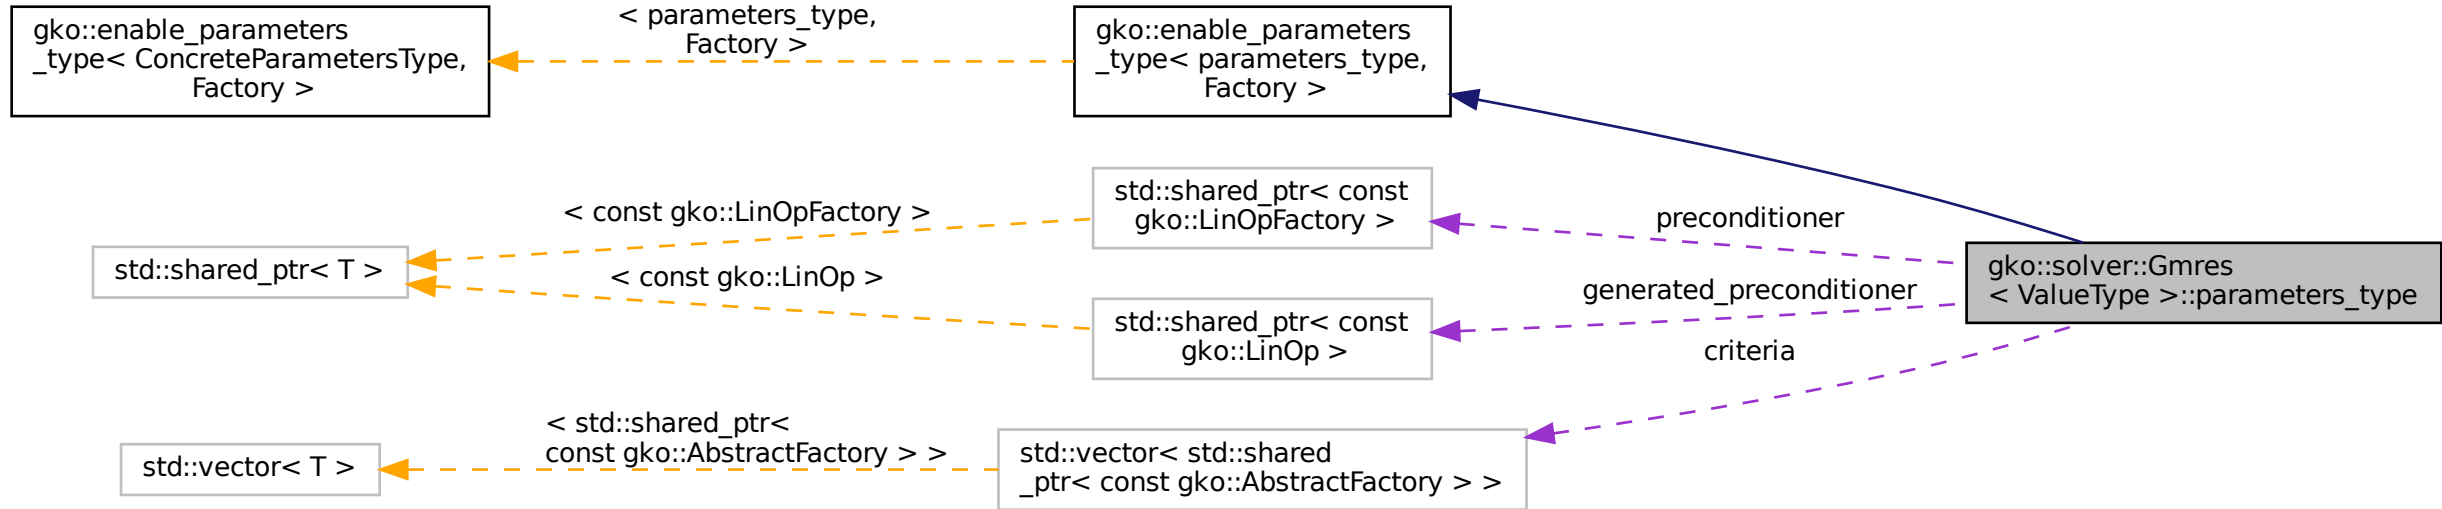 gko::enable_parameters
_type< ConcreteParametersType,
Factory >
< parameters_type,
Factory >
gko::enable_parameters
_type< parameters_type,
Factory >
std::shared_ptr< T >
< const gko::LinOpFactory >
< const gko::LinOp >
std::shared_ptr< const
gko::LinOpFactory >
std::shared_ptr< const
gko::LinOp >
preconditioner
generated_preconditioner
criteria
gko::solver::Gmres
< ValueType >::parameters_type
std::vector< T >
< std::shared_ptr<
const gko::AbstractFactory > >
std::vector< std::shared
_ptr< const gko::AbstractFactory > >